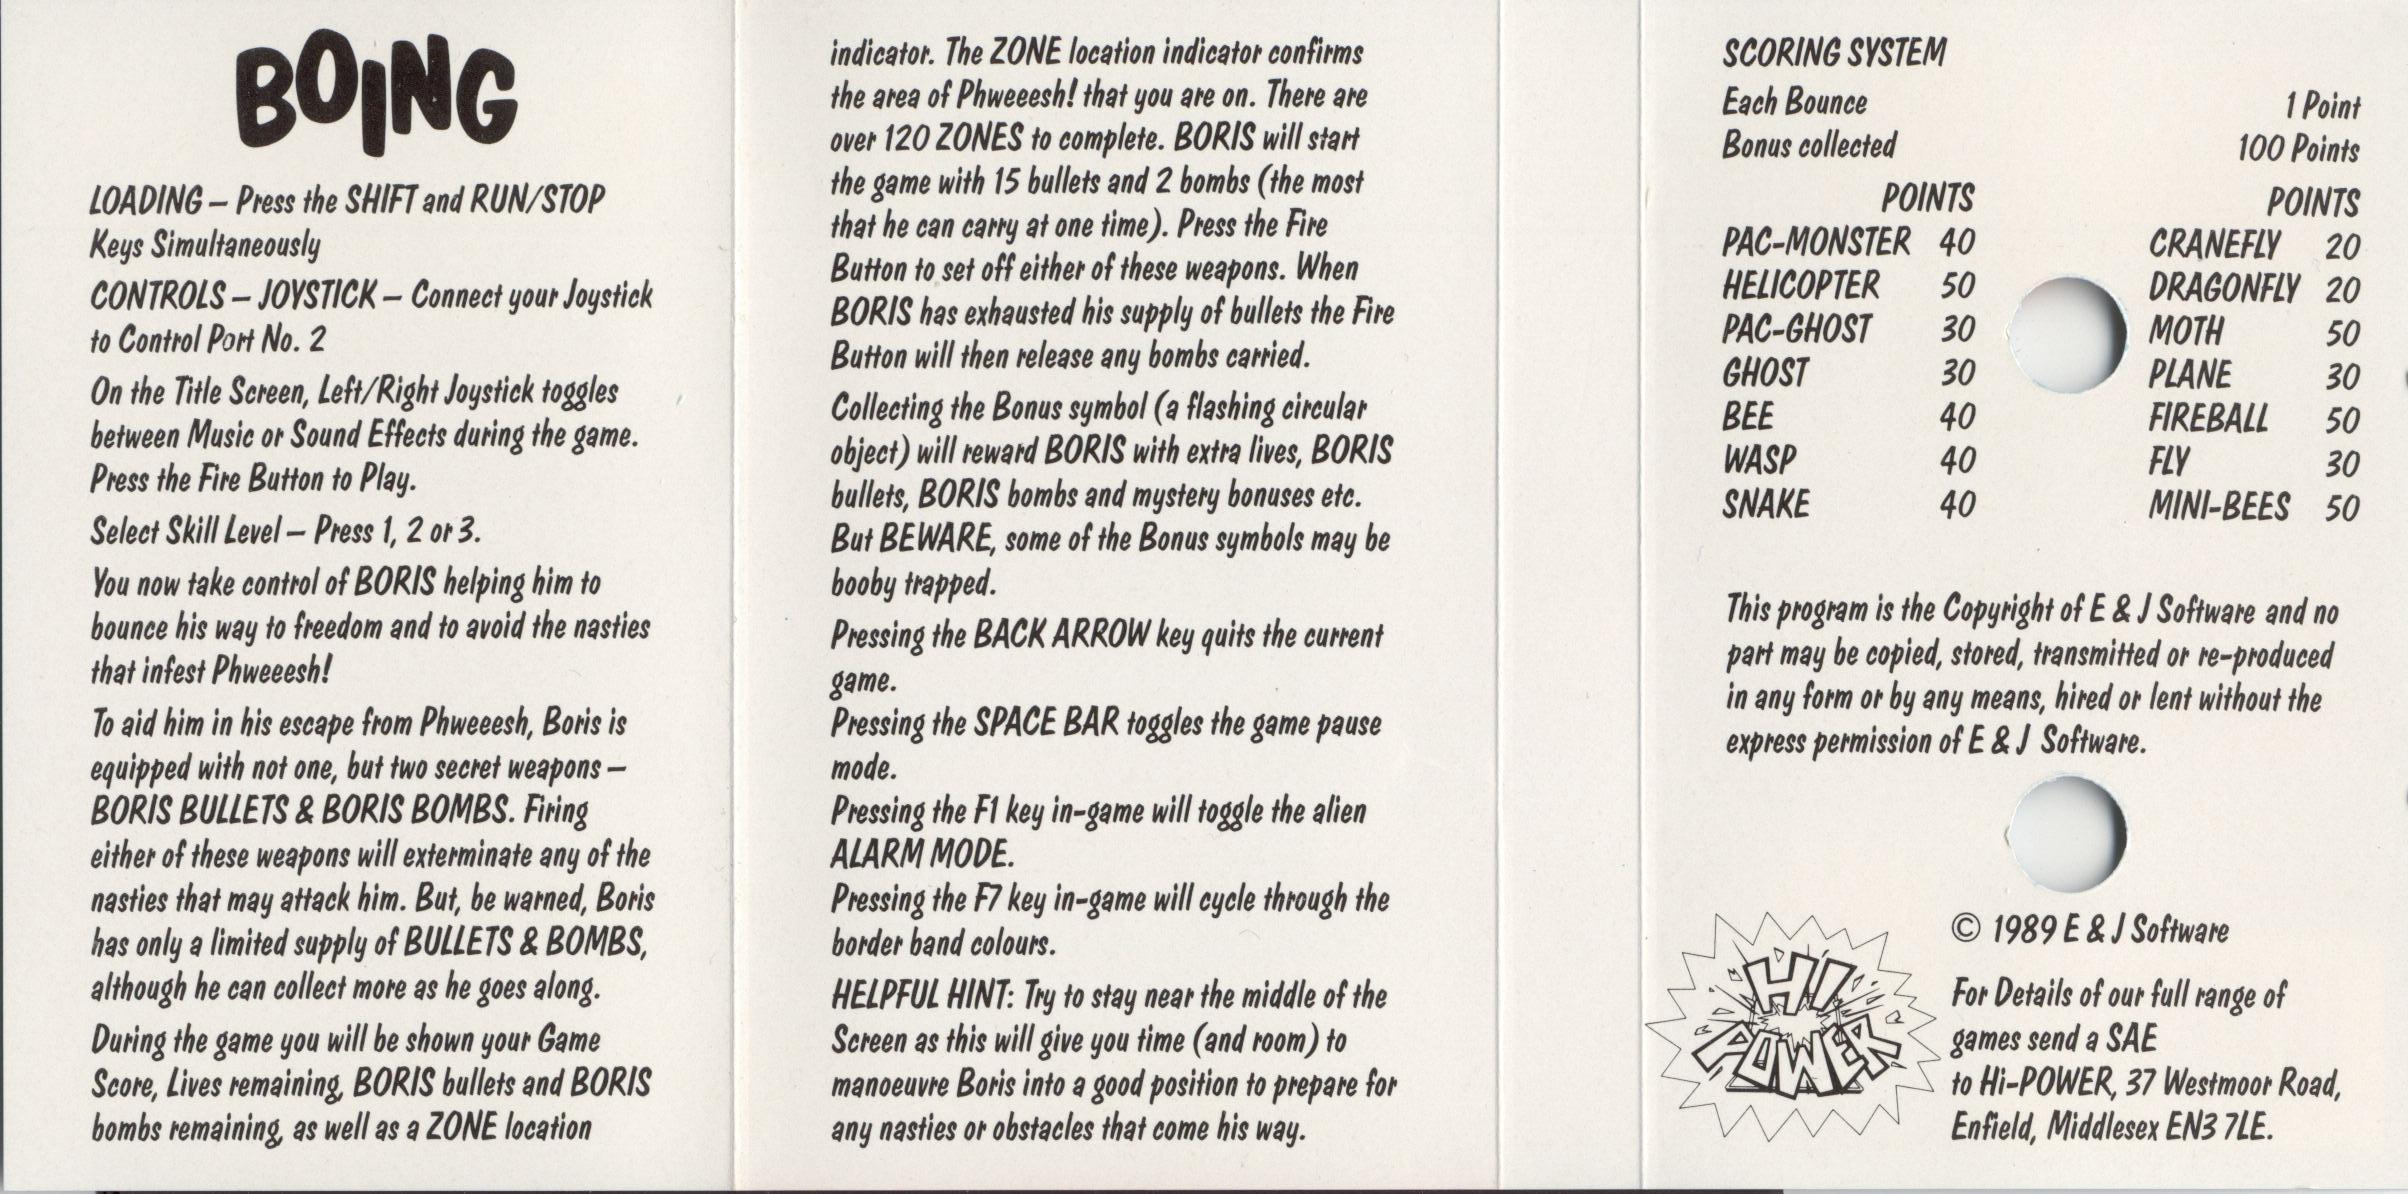 BOING
LOADING – Press the SHIFT and RUN/STOP
Keys Simultaneously
CONTROLS – JOYSTICK – Connect your Joystick
to Control Port No. 2
On the Title Screen, Left/Right Joystick toggles
between Music or Sound Effects during the game.
Press the Fire Button to Play.
Select Skill Level – Press 1, 2 or 3.
You now take control of BORIS helping him to
bounce his way to freedom and to avoid the nasties
that infest Phweeesh!
To aid him in his escape from Phweeesh, Boris is
equipped with not one, but two secret weapons –
BORIS BULLETS & BORIS BOMBS. Firing
either of these weapons will exterminate any of the
nasties that may attack him. But, be warned, Boris
has only a limited supply of BULLETS & BOMBS,
although he can collect more as he goes along.
During the game you will be shown your Game
Score, Lives remaining, BORIS bullets and BORIS
bombs remaining, as well as a ZONE location
indicator. The ZONE location indicator confirms
the area of Phweeesh! that you are on. There are
over 120 ZONES to complete. BORIS will start
the game with 15 bullets and 2 bombs (the most
that he can carry at one time). Press the Fire
Button to set off either of these weapons. When
BORIS has exhausted his supply of bullets the Fire
Button will then release any bombs carried.
Collecting the Bonus symbol (a flashing circular
object) will reward BORIS with extra lives, BORIS
bullets, BORIS bombs and mystery bonuses etc.
But BEWARE, some of the Bonus symbols may be
booby trapped.
Pressing the BACK ARROW key quits the current
game.
Pressing the SPACE BAR toggles the game pause
mode.
Pressing the F1 key in-game will toggle the alien
ALARM MODE.
Pressing the F7 key in-game will cycle through the
border band colours.
HELPFUL HINT: Try to stay near the middle of the
Screen as this will give you time (and room) to
manoeuvre Boris into a good position to prepare for
any nasties or obstacles that come his way.
SCORING SYSTEM
Each Bounce 1 Point
Bonus collected 100 Points
POINTS POINTS
PAC-MONSTER 40 CRANEFLY 20
HELICOPTER 50 DRAGONFLY 20
PAC-GHOST 30 MOTH 50
GHOST 30 PLANE 30
BEE 40 FIREBALL 50
WASP 40 FLY 30
SNAKE 40 MINI-BEES 50
This program is the Copyright of E & J Software and no
part may be copied, stored, transmitted or re-produced
in any form or by any means, hired or lent without the
express permission of E & J Software.
HI
POWER
© 1989 E & J Software
For Details of our full range of
games send a SAE
to Hi-POWER, 37 Westmoor Road,
Enfield, Middlesex EN3 7LE.